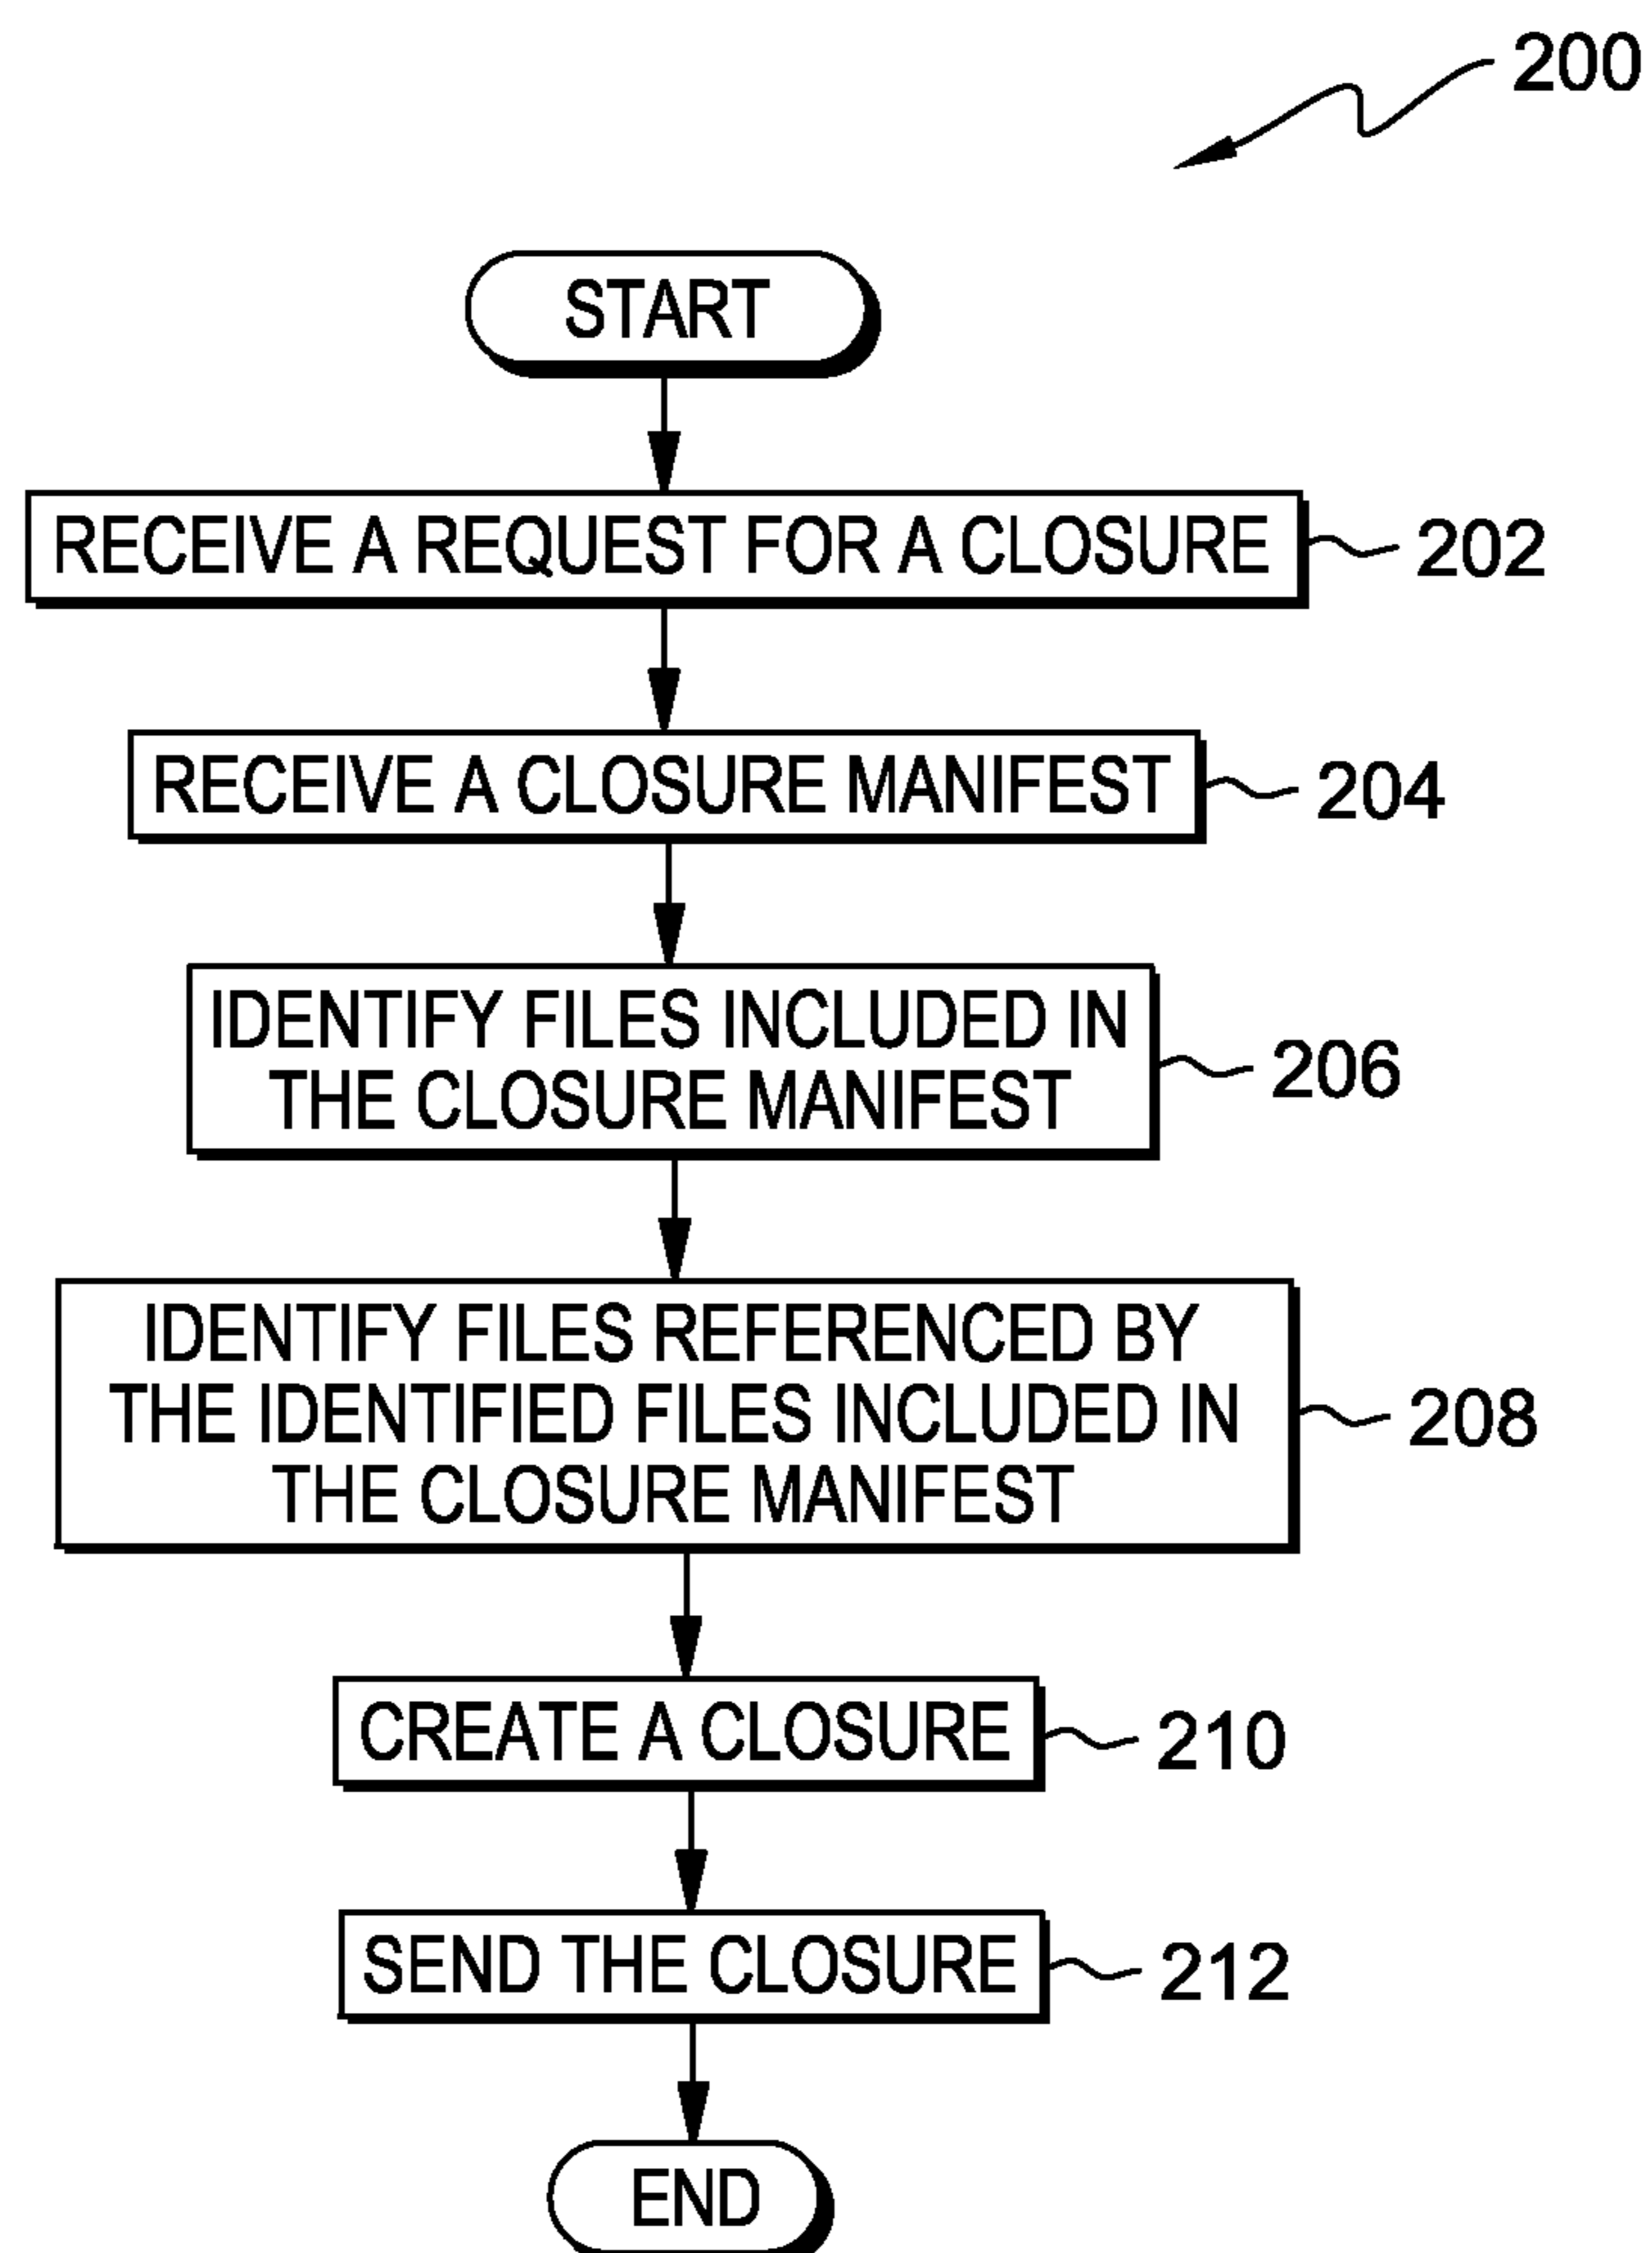 200
START
RECEIVE A REQUEST FOR A CLOSURE
202
RECEIVE A CLOSURE MANIFEST
204
IDENTIFY FILES INCLUDED IN
THE CLOSURE MANIFEST
206
IDENTIFY FILES REFERENCED BY
THE IDENTIFIED FILES INCLUDED IN
THE CLOSURE MANIFEST
208
CREATE A CLOSURE
210
SEND THE CLOSURE
212
END